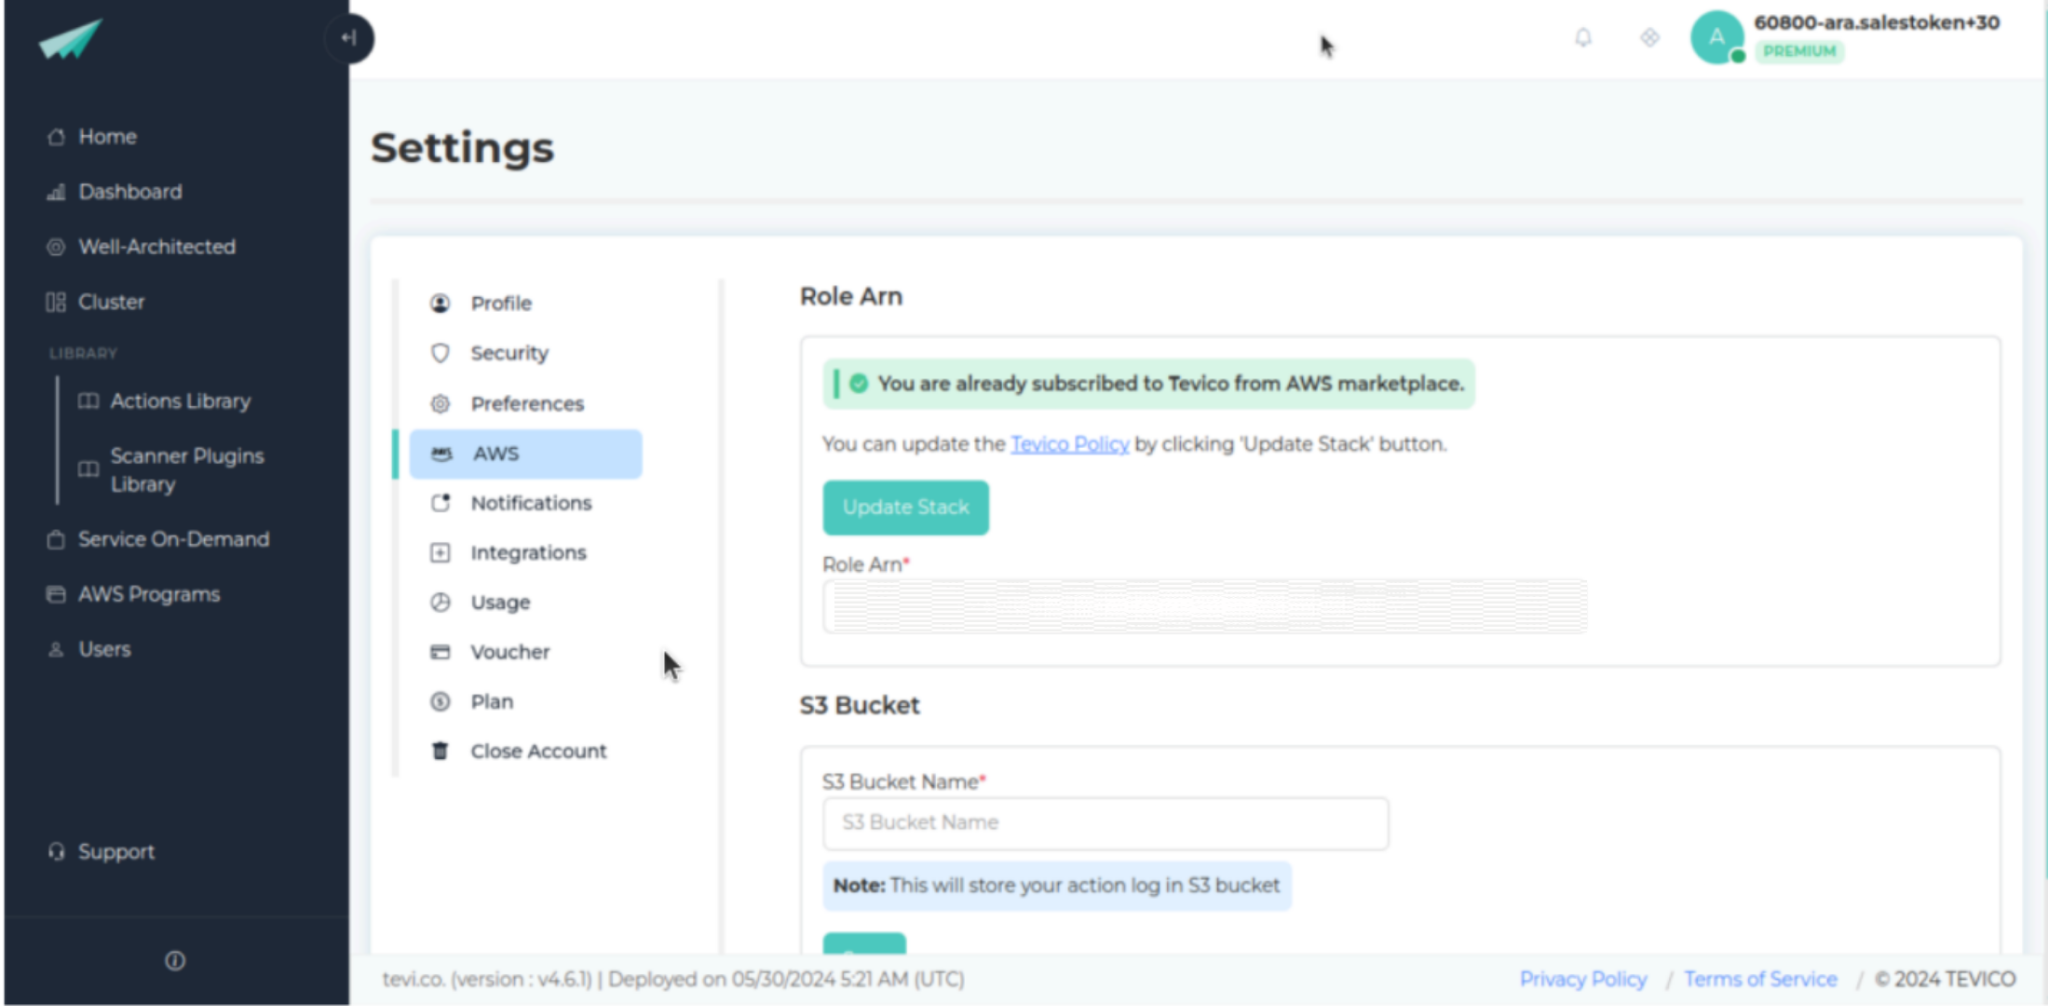 60800-ara.salestoken+30
A
PREMIUM
Home
Dashboard
Well-Architected
Cluster
LIBRARY
Actions Library
Scanner Plugins
Library
Service On-Demand
AWS Programs
Users
Support
Settings
Profile
Security
Preferences
aws AWS
Notifications
Integrations
Usage
Voucher
Plan
Close Account
Role Arn
You are already subscribed to Tevico from AWS marketplace.
You can update the Tevico Policy by clicking 'Update Stack' button.
Update Stack
Role Arn*
S3 Bucket
S3 Bucket Name*
S3 Bucket Name
Note: This will store your action log in S3 bucket
tevi.co. (version : v4.6.1) | Deployed on 05/30/2024 5:21 AM (UTC)
Privacy Policy / Terms of Service / © 2024 TEVICO